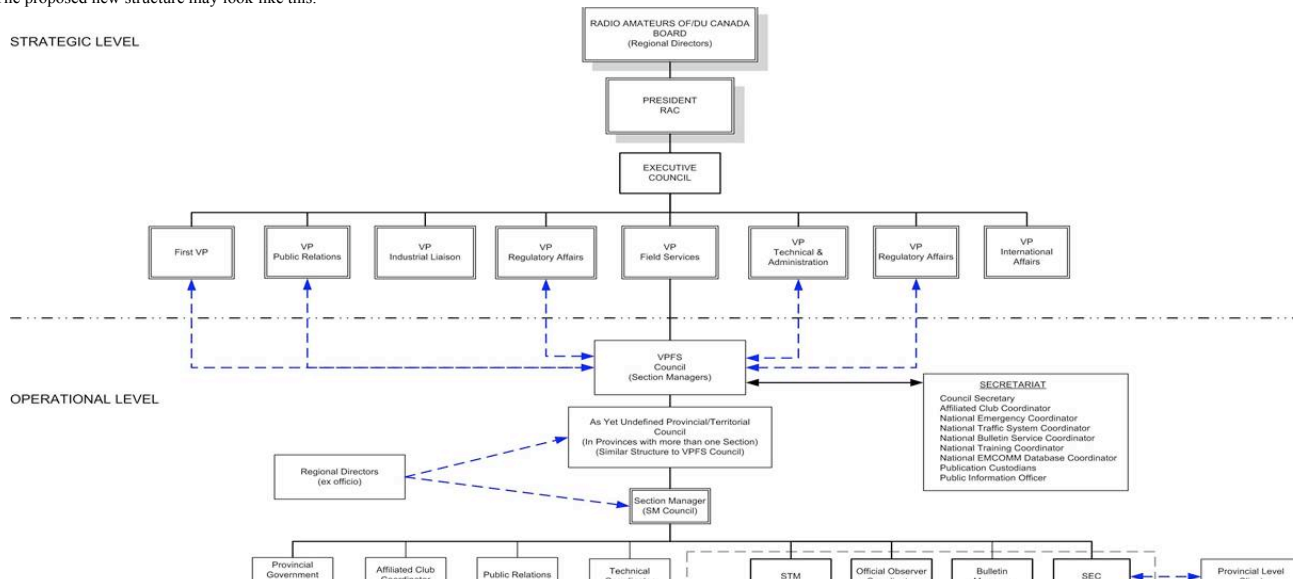 The proposed new structure may look like this:
RADIO AMATEURS OF/DU CANADA
BOARD
(Regional Directors)
STRATEGIC LEVEL
PRESIDENT
RAC
EXECUTIVE
COUNCIL
First VP
VP
Public Relations
VP
Industrial Liaison
VP
Regulatory Affairs
VP
Field Services
VP
Technical &
Administration
VP
Regulatory Affairs
VP
International
Affairs
VPFS
Council
(Section Managers)
OPERATIONAL LEVEL
SECRETARIAT
Council Secretary
Affiliated Club Coordinator
National Emergency Coordinator
National Traffic System Coordinator
National Bulletin Service Coordinator
National Training Coordinator
National EMCOMM Database Coordinator
Publication Custodians
Public Information Officer
As Yet Undefined Provincial/Territorial
Council
(In Provinces with more than one Section)
(Similar Structure to VPFS Council)
Regional Directors
(ex officio)
Section Manager
(SM Council)
Provincial
Government
Affiliated Club
Public Relations
Technical
STM
Official Observer
Bulletin
SEC
Provincial Level